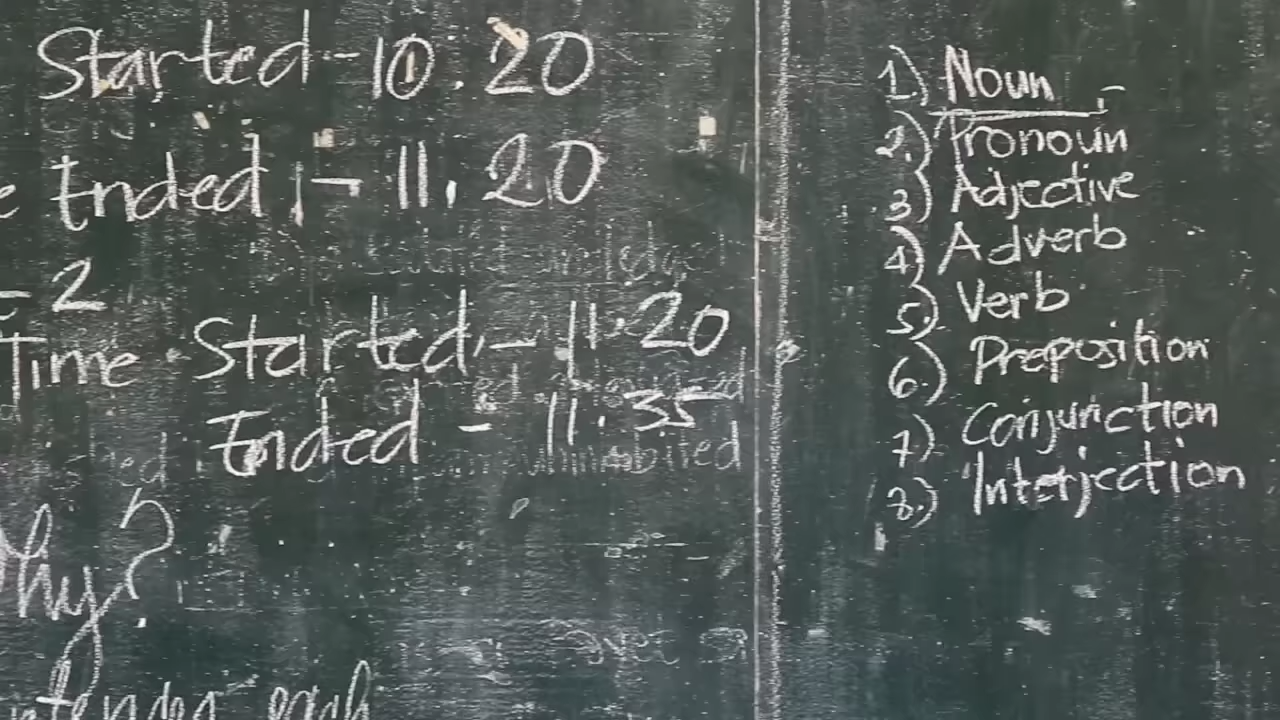 Started - 10.20
Ended :- 11.20
- 2
Time Started :- 11.20
Ended - 11.35
Why?
each
1) Noun -
2.) Pronoun
3) Adjective
4) Adverb
5.) Verb
6.) Preposition
7.) Conjunction
8.) Interjection